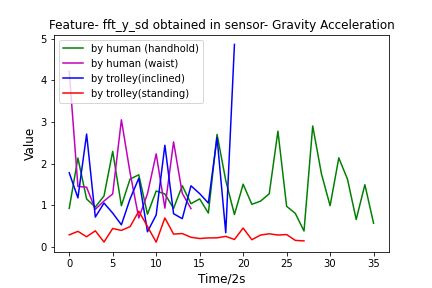 Feature- fft_y_sd obtained in sensor- Gravity Acceleration
by human (handhold)
by human (waist)
by trolley(inclined)
by trolley(standing)
Value
5
4
3
2
1
0
0 5 10 15 20 25 30 35
Time/2s